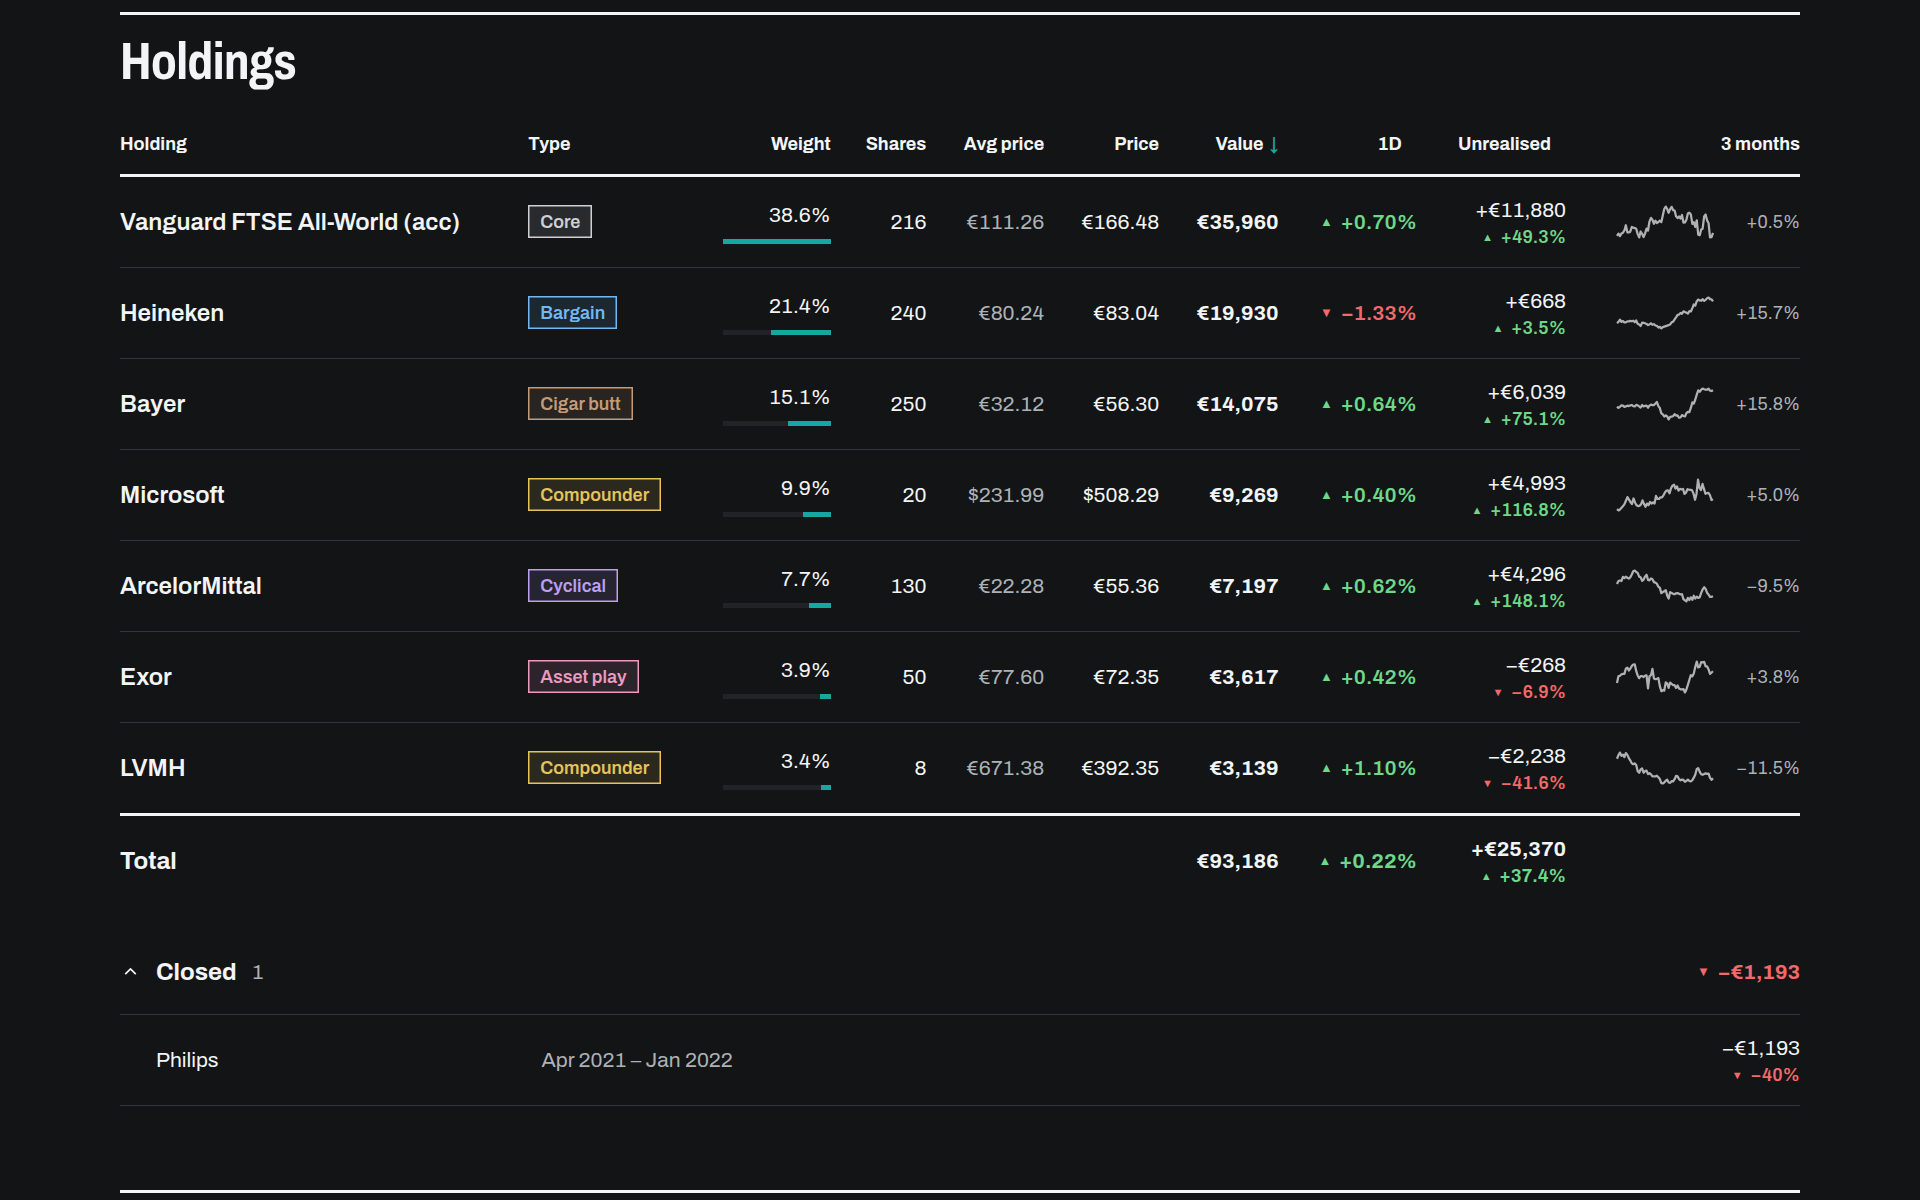 Holdings
Holding Type Weight Shares Avg price Price Value ↓ 1D Unrealised 3 months
Vanguard FTSE All-World (acc) Core 38.6% 216 €111.26 €166.48 €35,960 ▲ +0.70% +€11,880 ▲ +49.3% +0.5%
Heineken Bargain 21.4% 240 €80.24 €83.04 €19,930 ▼ −1.33% +€668 ▲ +3.5% +15.7%
Bayer Cigar butt 15.1% 250 €32.12 €56.30 €14,075 ▲ +0.64% +€6,039 ▲ +75.1% +15.8%
Microsoft Compounder 9.9% 20 $231.99 $508.29 €9,269 ▲ +0.40% +€4,993 ▲ +116.8% +5.0%
ArcelorMittal Cyclical 7.7% 130 €22.28 €55.36 €7,197 ▲ +0.62% +€4,296 ▲ +148.1% −9.5%
Exor Asset play 3.9% 50 €77.60 €72.35 €3,617 ▲ +0.42% −€268 ▼ −6.9% +3.8%
LVMH Compounder 3.4% 8 €671.38 €392.35 €3,139 ▲ +1.10% −€2,238 ▼ −41.6% −11.5%
Total €93,186 ▲ +0.22% +€25,370 ▲ +37.4%
Closed 1 ▼ −€1,193
Philips Apr 2021 – Jan 2022 −€1,193 ▼ −40%